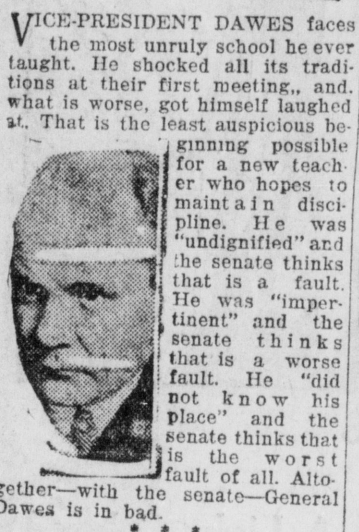 VICE-PRESIDENT DAWES faces
the most unruly school he ever
taught. He shocked all its tradi-
tions at their first meeting,, and.
what is worse, got himself laughed
at.. That is the least auspicious be-
ginning possible
for a new teach-
er who hopes to
maintain disci-
pline. He was
"undignified" and
the senate thinks
that is a fault.
He was "imper-
tinent" and the
senate thinks
that is a worse
fault. He "did
not know his
place" and the
senate thinks that
is the worst
fault of all. Alto-
gether—with the senate—General
Dawes is in bad.
* * *